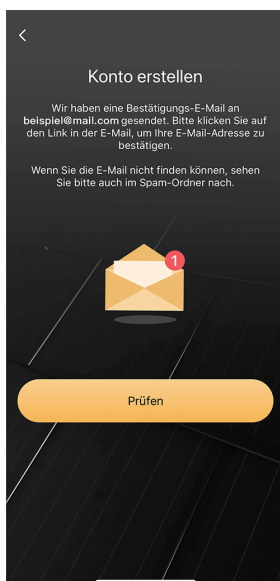 Konto erstellen
Wir haben eine Bestätigungs-E-Mail an
beispiel@mail.com gesendet. Bitte klicken Sie auf
den Link in der E-Mail, um Ihre E-Mail-Adresse zu
bestätigen.
Wenn Sie die E-Mail nicht finden können, sehen
Sie bitte auch im Spam-Ordner nach.
1
Prüfen